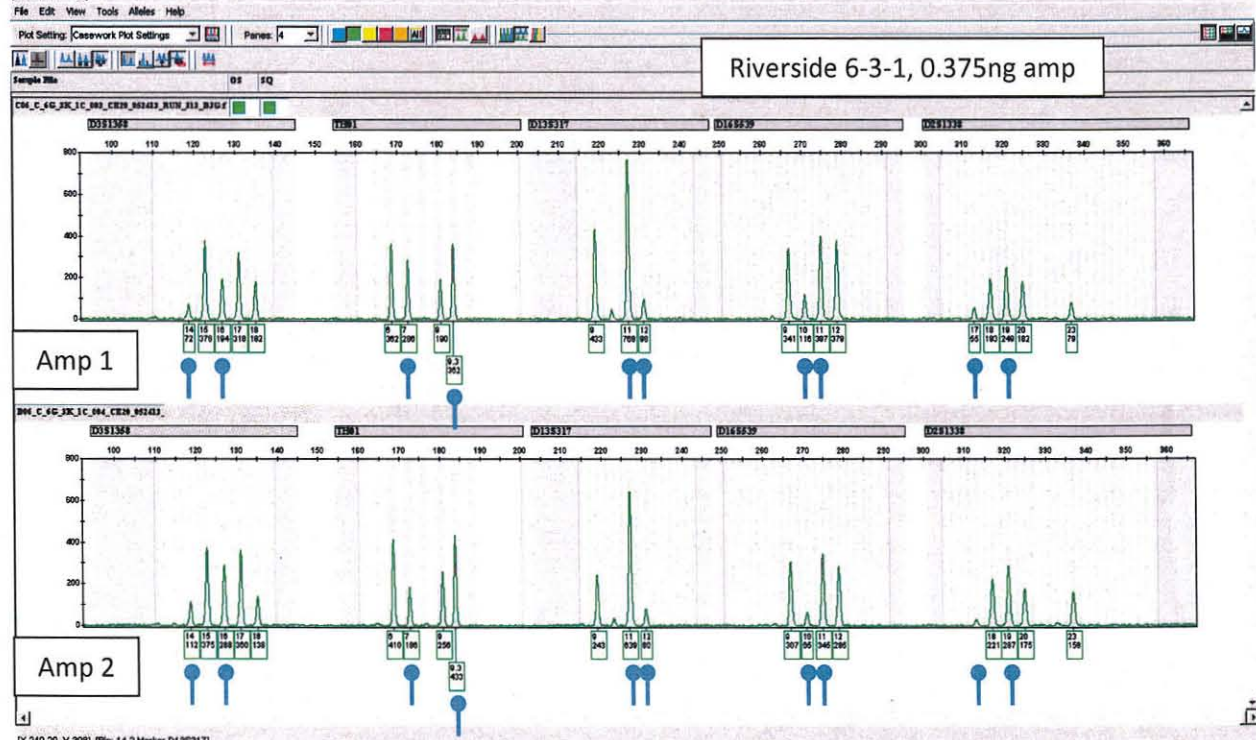 File Edit View Tools Alleles Help
Plot Setting: Casework Plot Settings Panes: 4 All
Sample File OS SQ
Riverside 6-3-1, 0.375ng amp
D3S1358 TH01 D13S317 D16S539 D2S1338
100 110 120 130 140 150 160 170 180 190 200 210 220 230 240 250 260 270 280 290 300 310 320 330 340 350 360
800
600
400
200
0
14 15 16 17 18 6 7 9 9 11 12 9 10 11 12 17 18 19 20 23
72 378 194 318 182 362 286 190 433 768 98 341 116 397 379 55 193 249 182 79
9.3
362
Amp 1
D3S1358 TH01 D13S317 D16S539 D2S1338
100 110 120 130 140 150 160 170 180 190 200 210 220 230 240 250 260 270 280 290 300 310 320 330 340 350 360
800
600
400
200
0
14 15 16 17 18 6 7 9 9 11 12 9 10 11 12 18 19 20 23
112 375 288 360 138 410 186 256 243 639 80 307 346 285 221 287 175 158
9.3
433
Amp 2